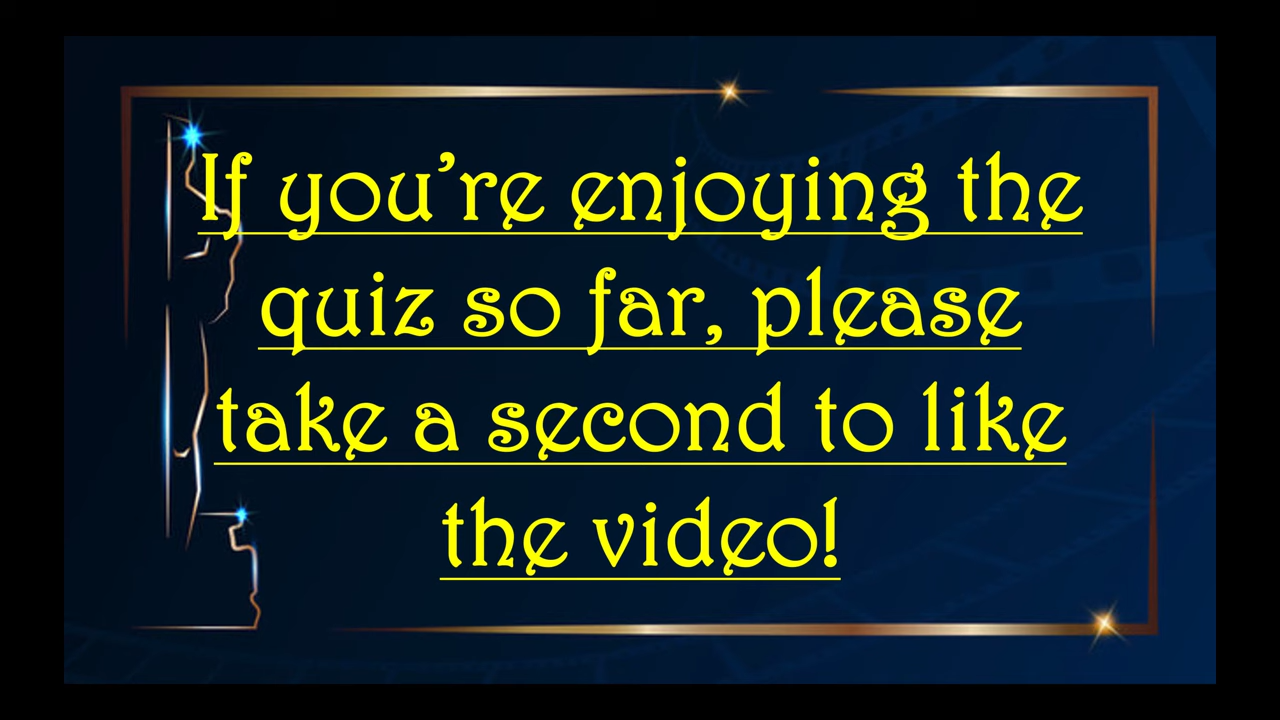 If you’re enjoying the
quiz so far, please
take a second to like
the video!